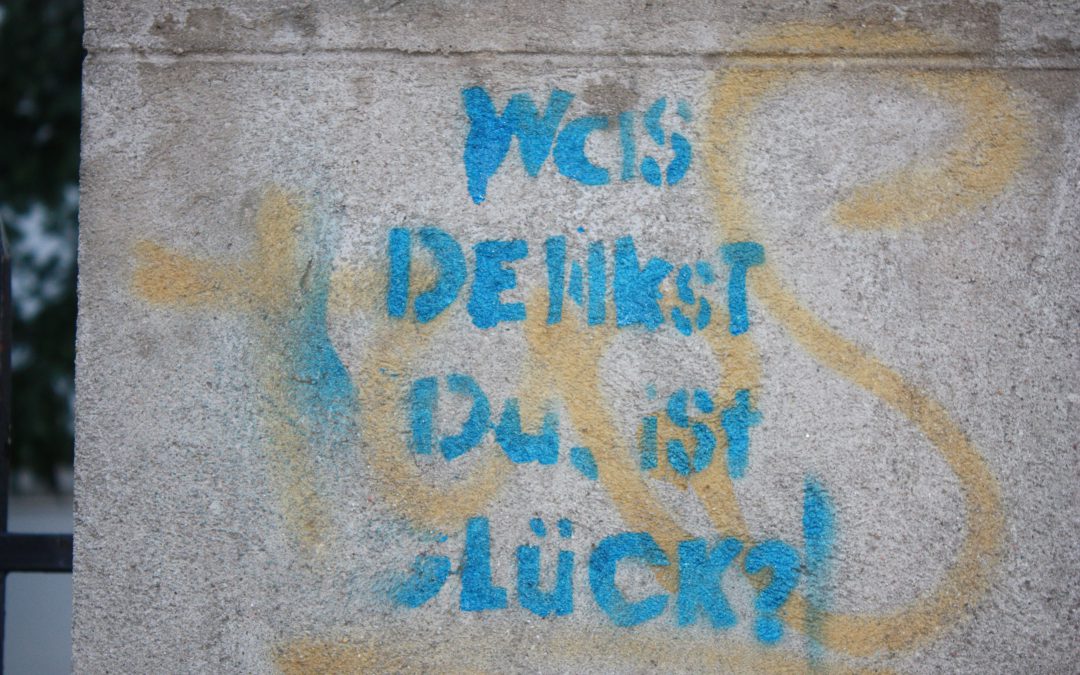 Was
DENkst
Du, ist
GLücK?